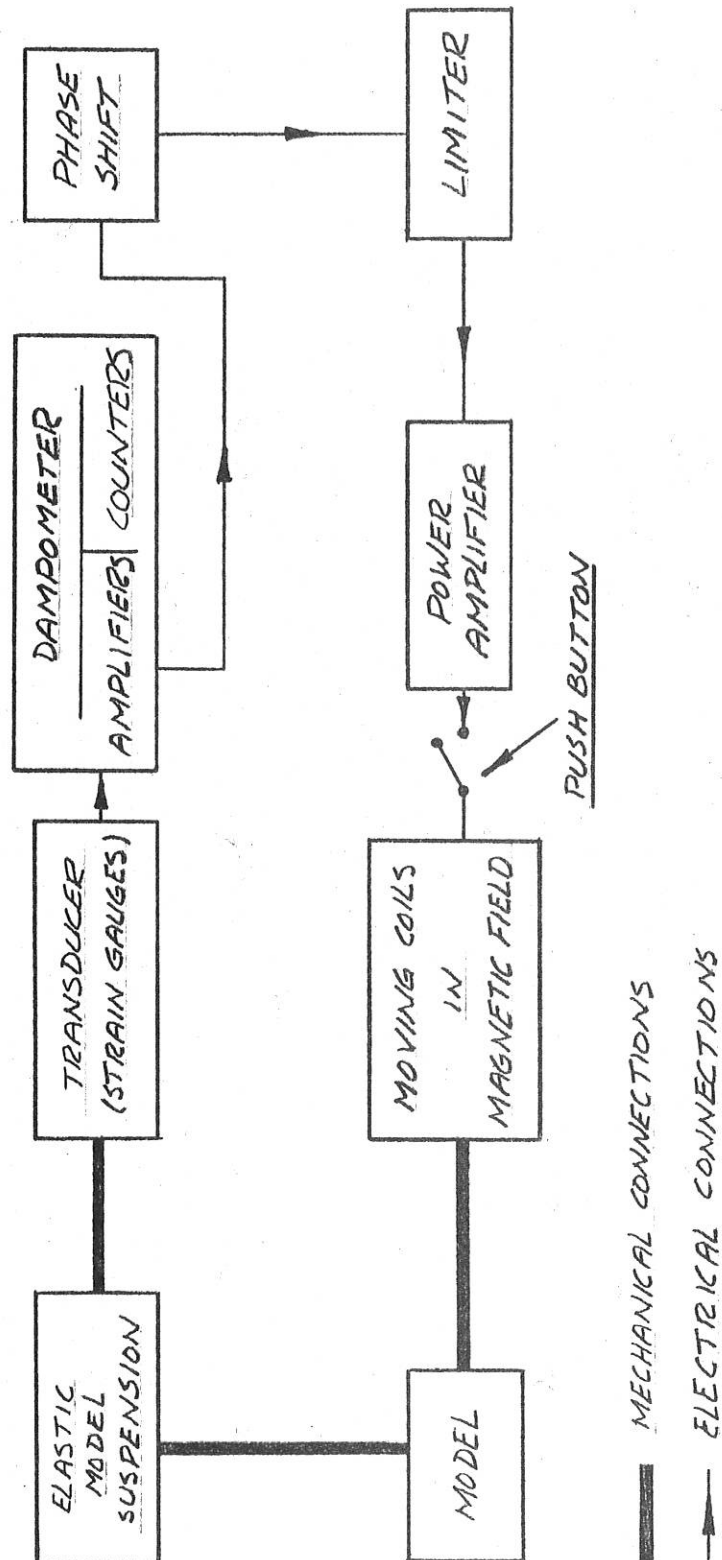 ELASTIC
MODEL
SUSPENSION
TRANSDUCER
(STRAIN GAUGES)
DAMPOMETER
AMPLIFIERS COUNTERS
PHASE
SHIFT
MODEL
MOVING COILS
IN
MAGNETIC FIELD
PUSH BUTTON
POWER
AMPLIFIER
LIMITER
MECHANICAL CONNECTIONS
ELECTRICAL CONNECTIONS